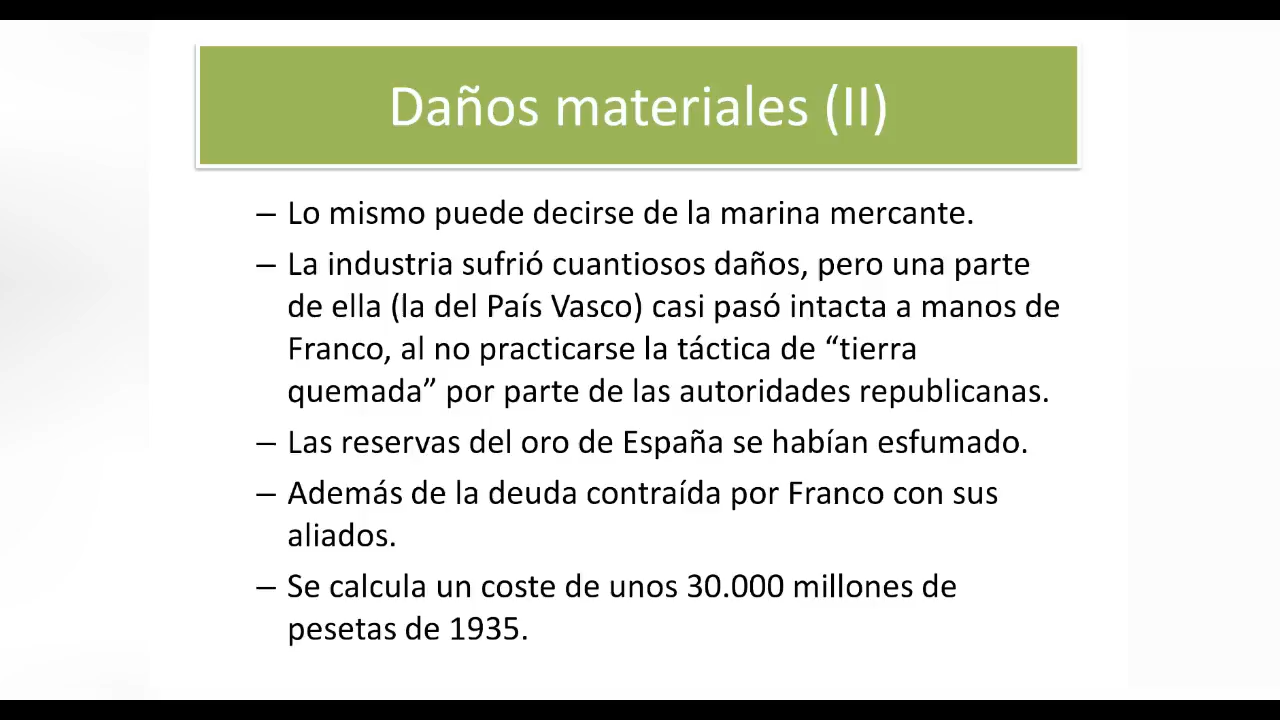 Daños materiales (II)
– Lo mismo puede decirse de la marina mercante.
– La industria sufrió cuantiosos daños, pero una parte
de ella (la del País Vasco) casi pasó intacta a manos de
Franco, al no practicarse la táctica de “tierra
quemada” por parte de las autoridades republicanas.
– Las reservas del oro de España se habían esfumado.
– Además de la deuda contraída por Franco con sus
aliados.
– Se calcula un coste de unos 30.000 millones de
pesetas de 1935.